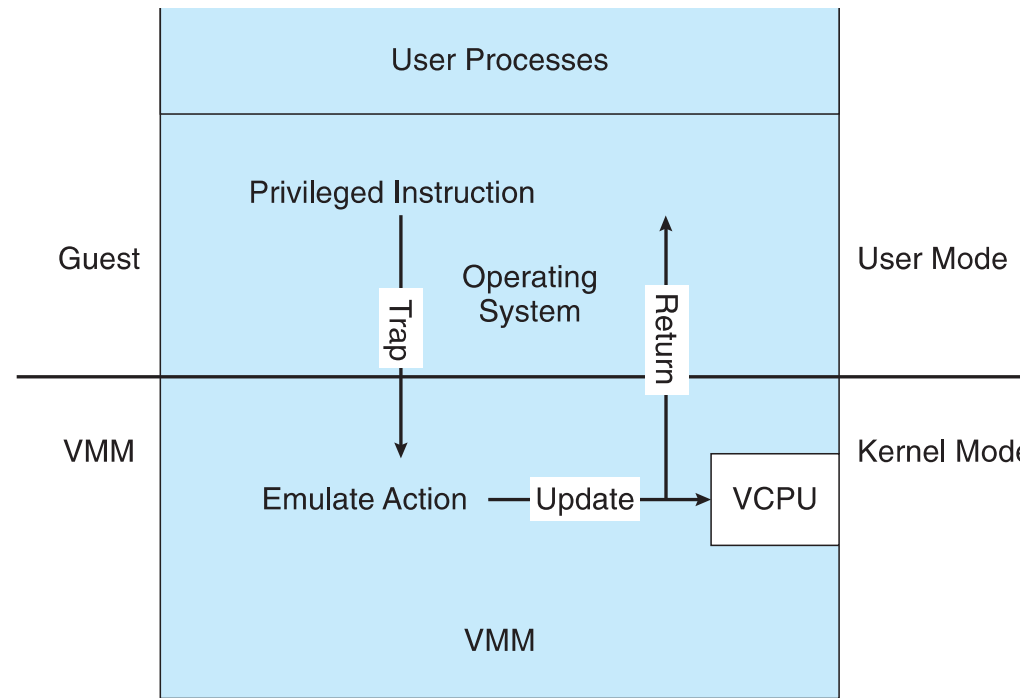 User Processes
Privileged Instruction
Guest
User Mode
Operating
System
Trap
Return
VMM
Kernel Mode
Emulate Action
Update
VCPU
VMM